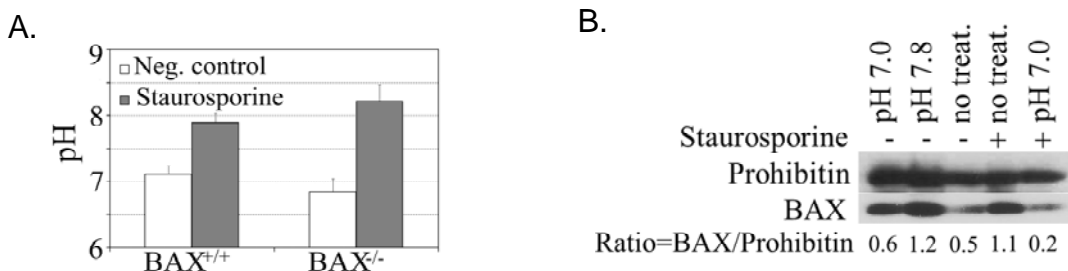 A.
9
8
7
6
pH
Neg. control
Staurosporine
BAX+/+
BAX-/-
B.
pH 7.0
pH 7.8
no treat.
no treat.
pH 7.0
Staurosporine - - - + +
Prohibitin
BAX
Ratio=BAX/Prohibitin 0.6 1.2 0.5 1.1 0.2